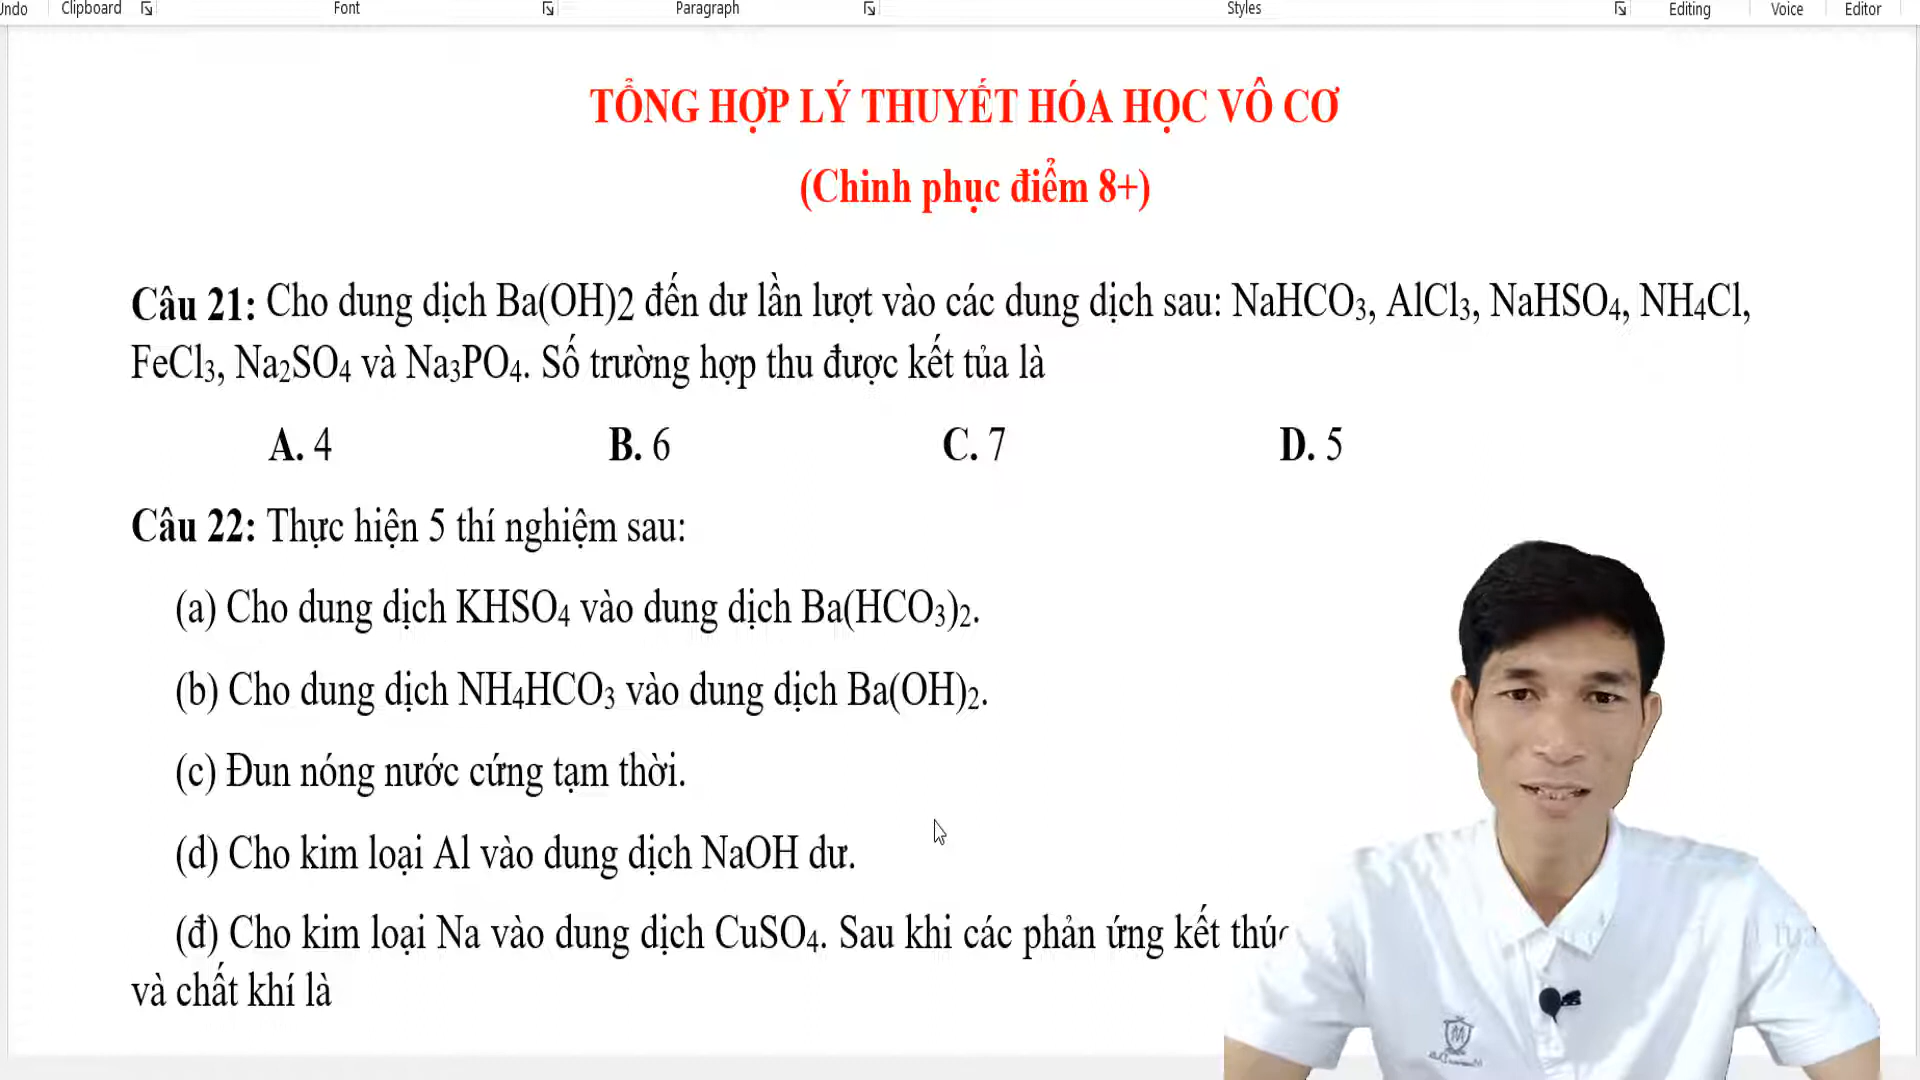 Undo Clipboard Font Paragraph Styles Editing Voice Editor
TỔNG HỢP LÝ THUYẾT HÓA HỌC VÔ CƠ
(Chinh phục điểm 8+)
Câu 21: Cho dung dịch Ba(OH)2 đến dư lần lượt vào các dung dịch sau: NaHCO₃, AlCl₃, NaHSO₄, NH₄Cl,
FeCl₃, Na₂SO₄ và Na₃PO₄. Số trường hợp thu được kết tủa là
A. 4 B. 6 C. 7 D. 5
Câu 22: Thực hiện 5 thí nghiệm sau:
(a) Cho dung dịch KHSO₄ vào dung dịch Ba(HCO₃)₂.
(b) Cho dung dịch NH₄HCO₃ vào dung dịch Ba(OH)₂.
(c) Đun nóng nước cứng tạm thời.
(d) Cho kim loại Al vào dung dịch NaOH dư.
(đ) Cho kim loại Na vào dung dịch CuSO₄. Sau khi các phản ứng kết thúc
và chất khí là